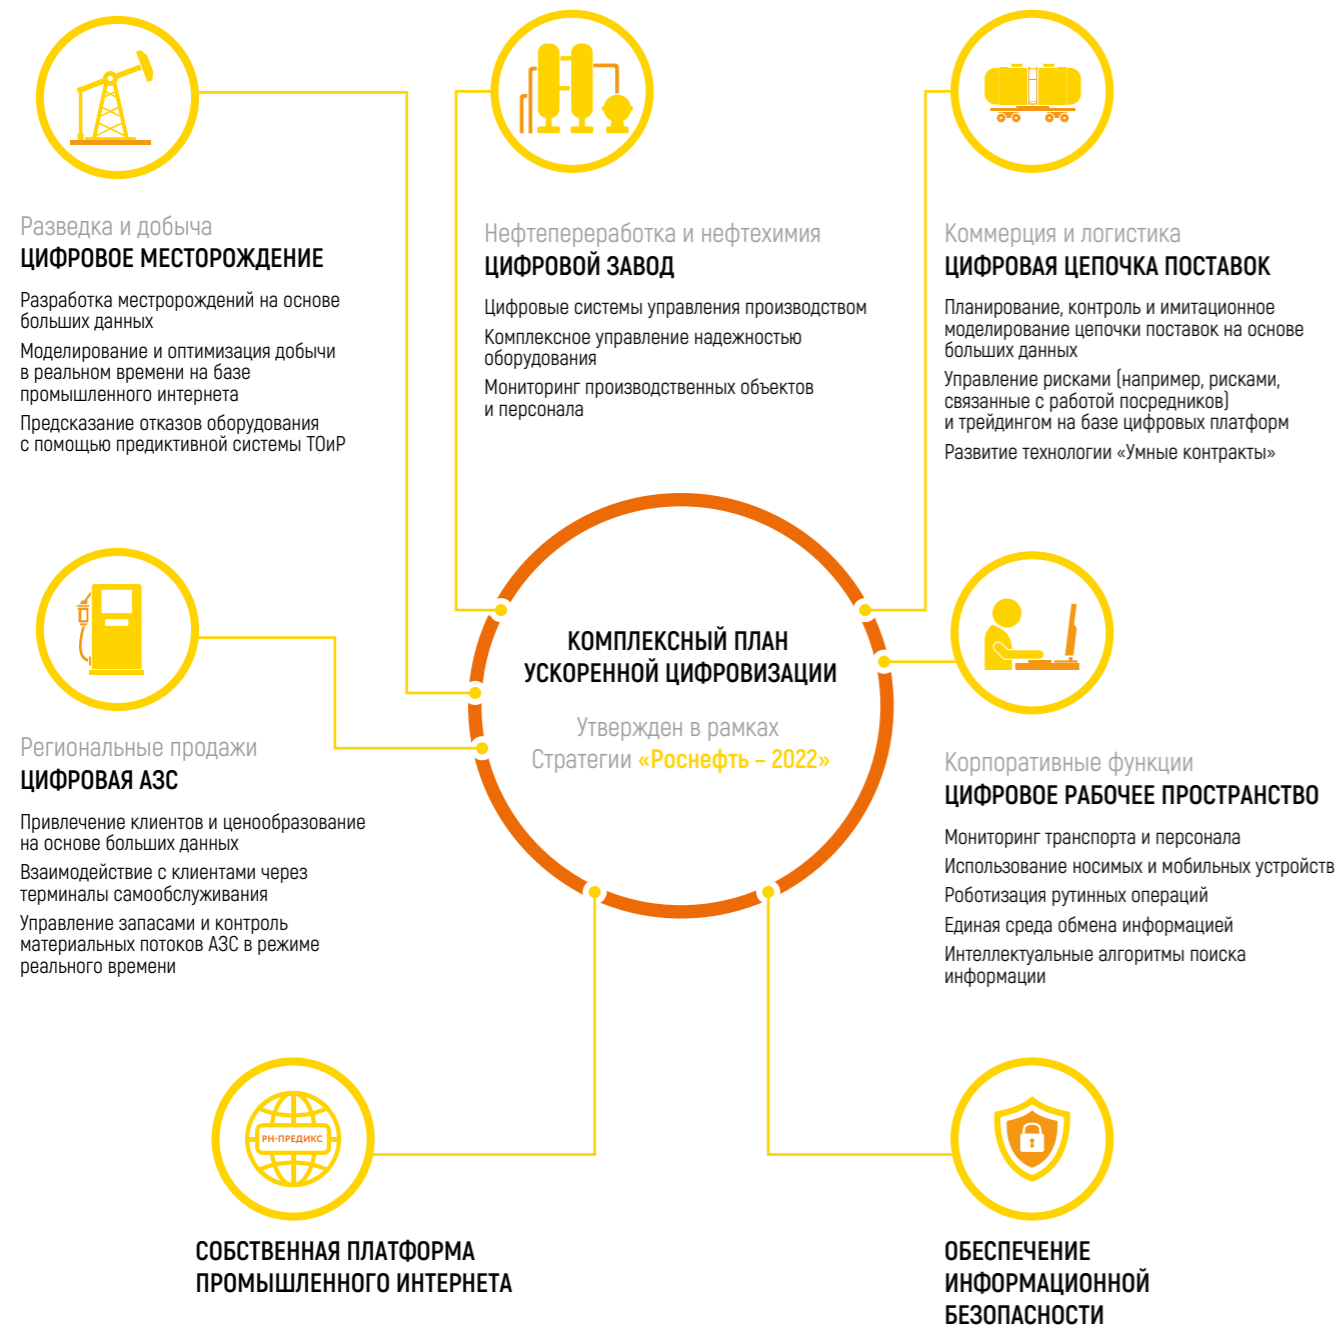 Разведка и добыча
ЦИФРОВОЕ МЕСТОРОЖДЕНИЕ
Разработка местророждений на основе
больших данных
Моделирование и оптимизация добычи
в реальном времени на базе
промышленного интернета
Предсказание отказов оборудования
с помощью предиктивной системы ТОиР
Нефтепереработка и нефтехимия
ЦИФРОВОЙ ЗАВОД
Цифровые системы управления производством
Комплексное управление надежностью
оборудования
Мониторинг производственных объектов
и персонала
Коммерция и логистика
ЦИФРОВАЯ ЦЕПОЧКА ПОСТАВОК
Планирование, контроль и имитационное
моделирование цепочки поставок на основе
больших данных
Управление рисками (например, рисками,
связанные с работой посредников)
и трейдингом на базе цифровых платформ
Развитие технологии «Умные контракты»
КОМПЛЕКСНЫЙ ПЛАН
УСКОРЕННОЙ ЦИФРОВИЗАЦИИ
Утвержден в рамках
Стратегии «Роснефть – 2022»
Региональные продажи
ЦИФРОВАЯ АЗС
Привлечение клиентов и ценообразование
на основе больших данных
Взаимодействие с клиентами через
терминалы самообслуживания
Управление запасами и контроль
материальных потоков АЗС в режиме
реального времени
Корпоративные функции
ЦИФРОВОЕ РАБОЧЕЕ ПРОСТРАНСТВО
Мониторинг транспорта и персонала
Использование носимых и мобильных устройств
Роботизация рутинных операций
Единая среда обмена информацией
Интеллектуальные алгоритмы поиска
информации
РН-ПРЕДИКС
СОБСТВЕННАЯ ПЛАТФОРМА
ПРОМЫШЛЕННОГО ИНТЕРНЕТА
ОБЕСПЕЧЕНИЕ
ИНФОРМАЦИОННОЙ
БЕЗОПАСНОСТИ